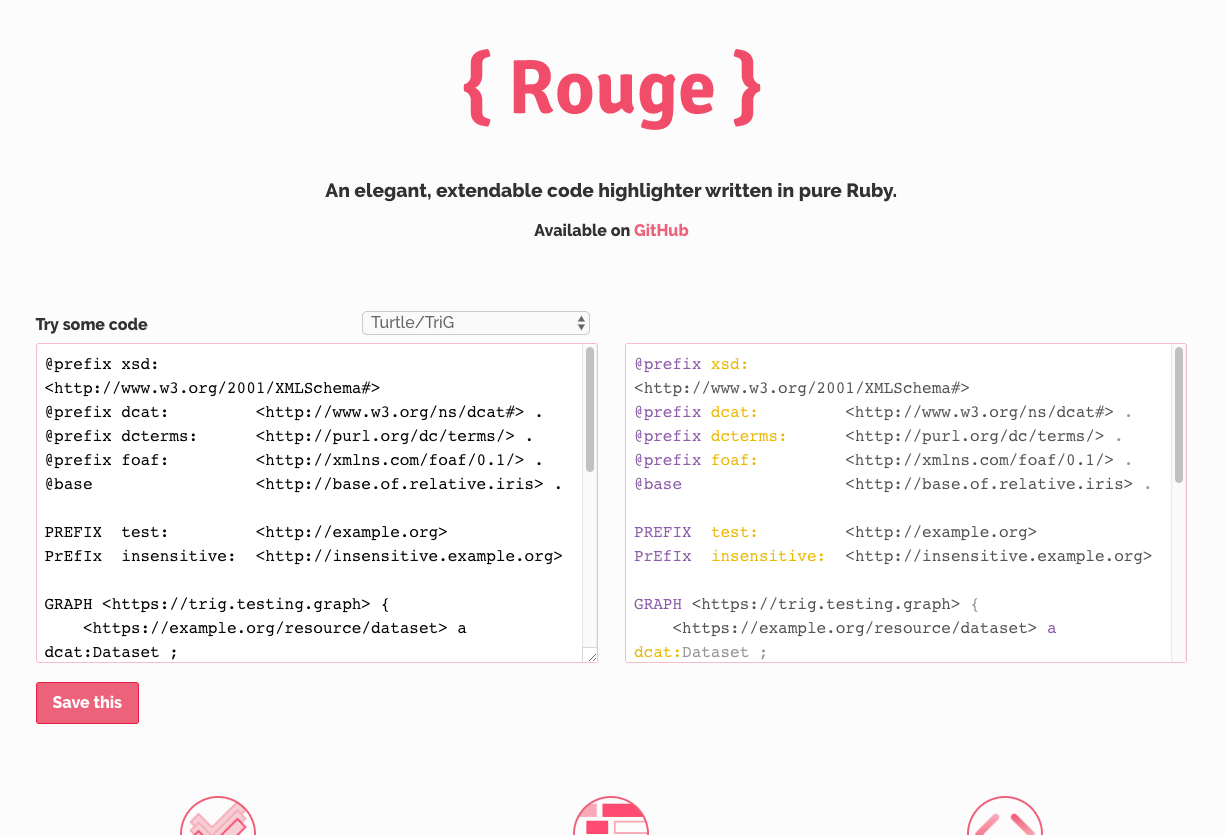 { Rouge }
An elegant, extendable code highlighter written in pure Ruby.
Available on GitHub
Try some code
Turtle/TriG
@prefix xsd:
<http://www.w3.org/2001/XMLSchema#>
@prefix dcat:         <http://www.w3.org/ns/dcat#> .
@prefix dcterms:      <http://purl.org/dc/terms/> .
@prefix foaf:         <http://xmlns.com/foaf/0.1/> .
@base                 <http://base.of.relative.iris> .
PREFIX  test:         <http://example.org>
PrEfIx  insensitive:  <http://insensitive.example.org>
GRAPH <https://trig.testing.graph> {
    <https://example.org/resource/dataset> a
dcat:Dataset ;
@prefix xsd:
<http://www.w3.org/2001/XMLSchema#>
@prefix dcat:         <http://www.w3.org/ns/dcat#> .
@prefix dcterms:      <http://purl.org/dc/terms/> .
@prefix foaf:         <http://xmlns.com/foaf/0.1/> .
@base                 <http://base.of.relative.iris> .
PREFIX  test:         <http://example.org>
PrEfIx  insensitive:  <http://insensitive.example.org>
GRAPH <https://trig.testing.graph> {
    <https://example.org/resource/dataset> a
dcat:Dataset ;
Save this